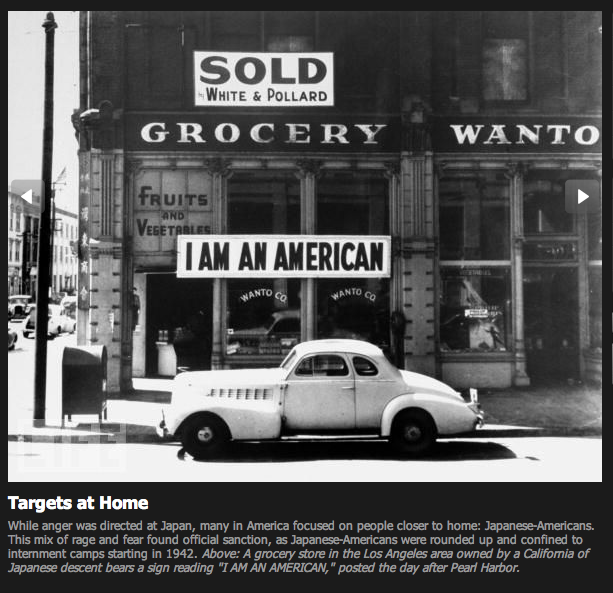 SOLD
BY WHITE & POLLARD
GROCERY WANTO
FRUITS
AND
VEGETABLES
I AM AN AMERICAN
WANTO CO. WANTO CO.
VEGETABLES
LIFE
Targets at Home
While anger was directed at Japan, many in America focused on people closer to home: Japanese-Americans.
This mix of rage and fear found official sanction, as Japanese-Americans were rounded up and confined to
internment camps starting in 1942. Above: A grocery store in the Los Angeles area owned by a California of
Japanese descent bears a sign reading "I AM AN AMERICAN," posted the day after Pearl Harbor.